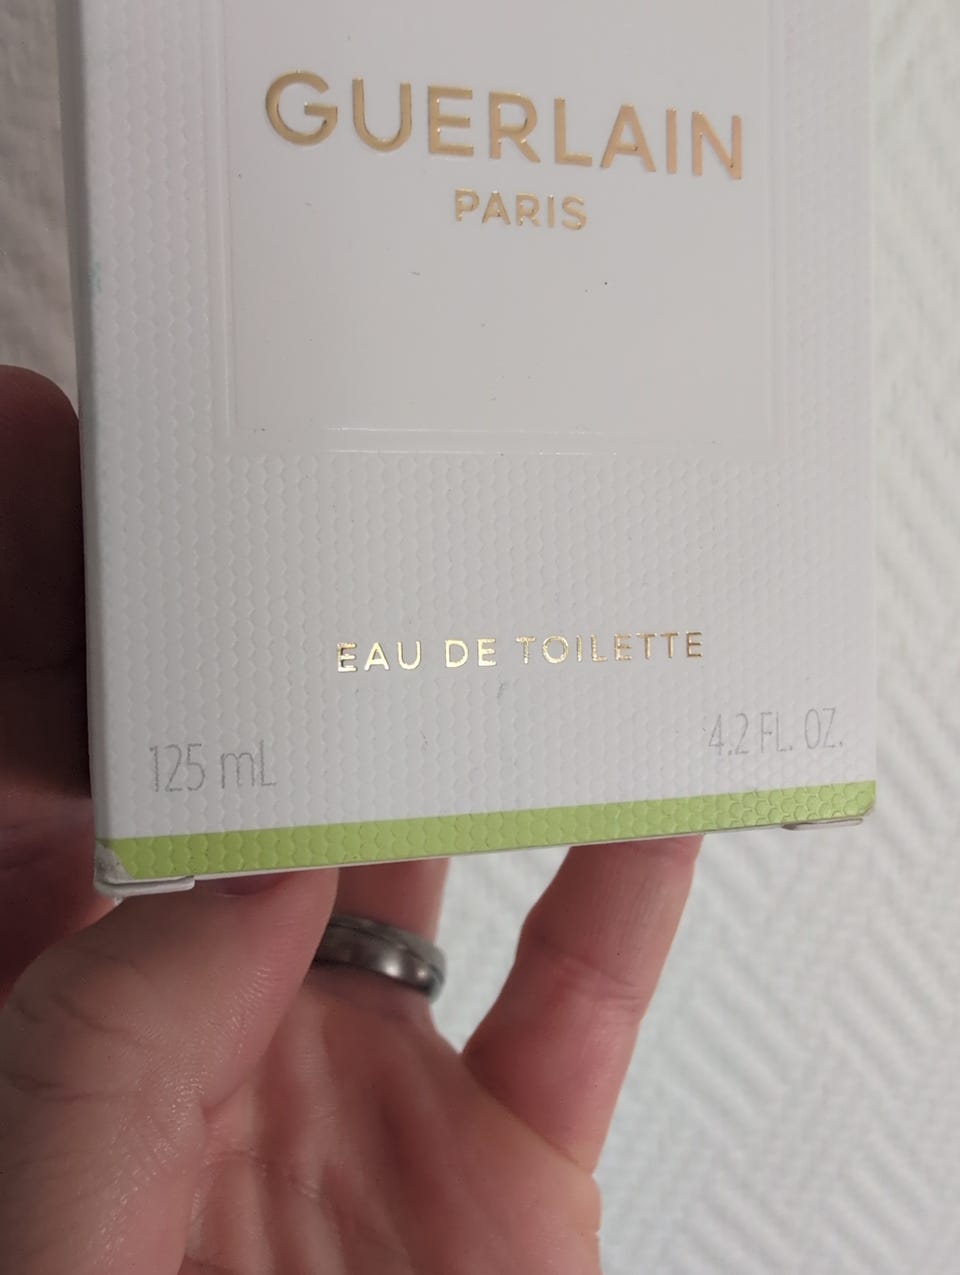 GUERLAIN
PARIS
EAU DE TOILETTE
125 mL
4.2 FL. OZ.